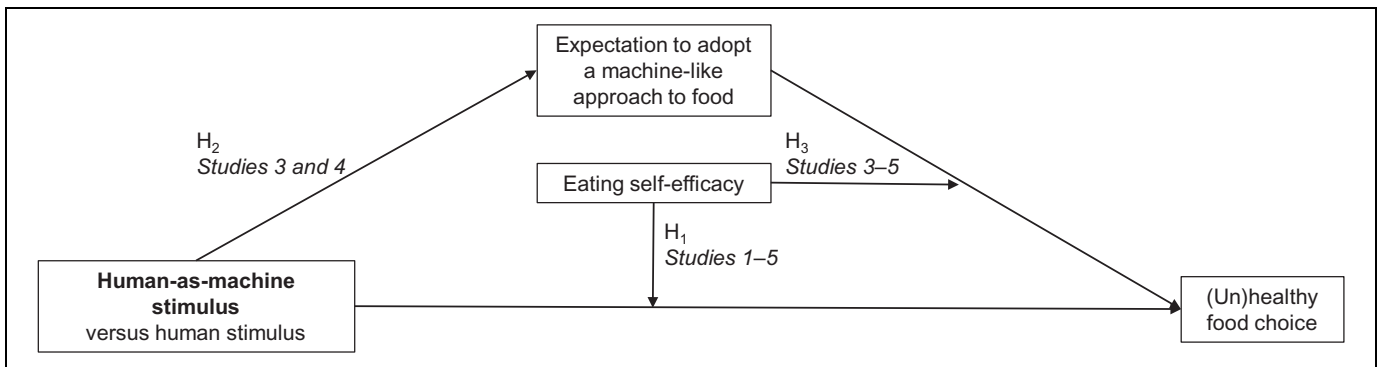 Expectation to adopt
a machine-like
approach to food
H₂
Studies 3 and 4
H₃
Studies 3–5
Eating self-efficacy
H₁
Studies 1–5
Human-as-machine
stimulus
versus human stimulus
(Un)healthy
food choice